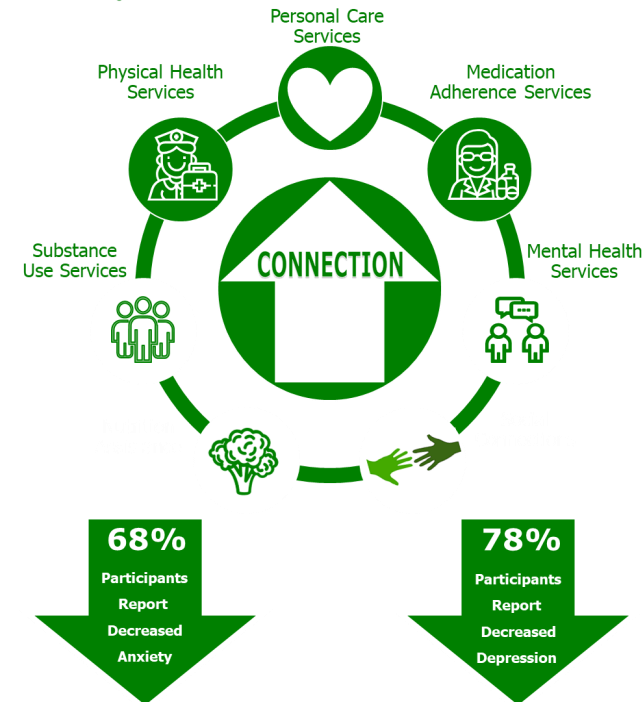 Personal Care
Services
Physical Health
Services
Medication
Adherence Services
Substance
Use Services
CONNECTION
Mental Health
Services
68%
Participants
Report
Decreased
Anxiety
78%
Participants
Report
Decreased
Depression